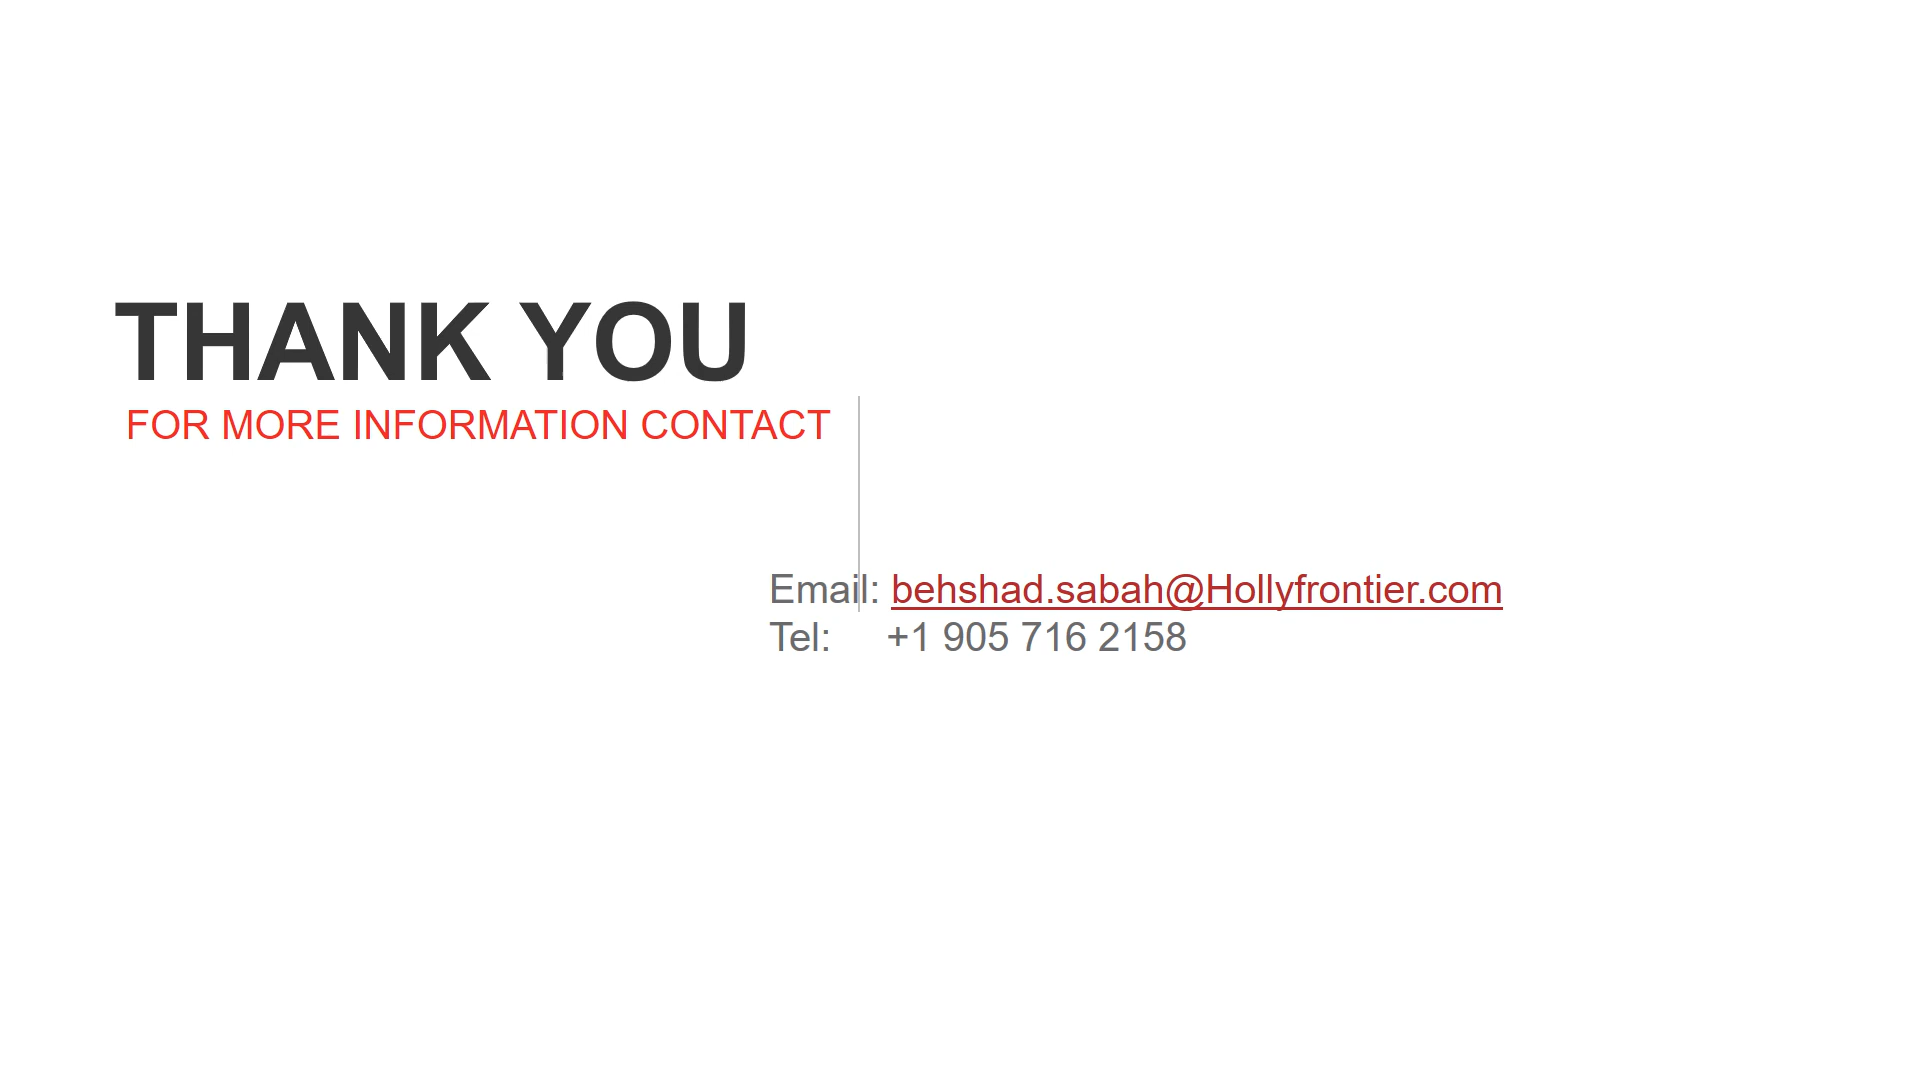 THANK YOU
FOR MORE INFORMATION CONTACT
Email: behshad.sabah@Hollyfrontier.com
Tel: +1 905 716 2158